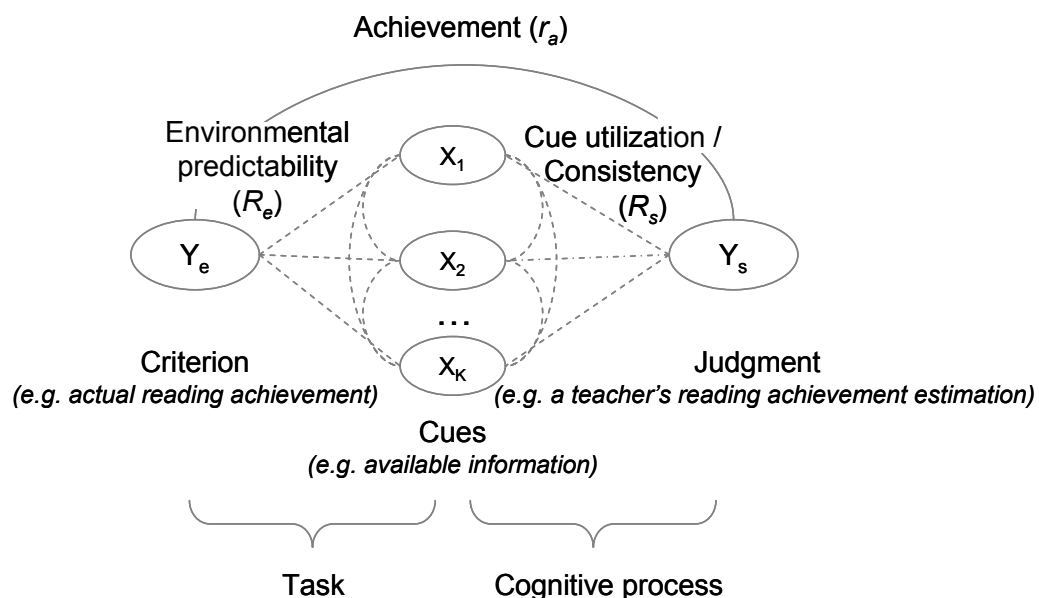 Achievement (rₐ)
Environmental
predictability
(Rₑ)
Cue utilization /
Consistency
(Rₛ)
X₁
Yₑ
X₂
Yₛ
...
X_K
Criterion
(e.g. actual reading achievement)
Judgment
(e.g. a teacher’s reading achievement estimation)
Cues
(e.g. available information)
Task
Cognitive process